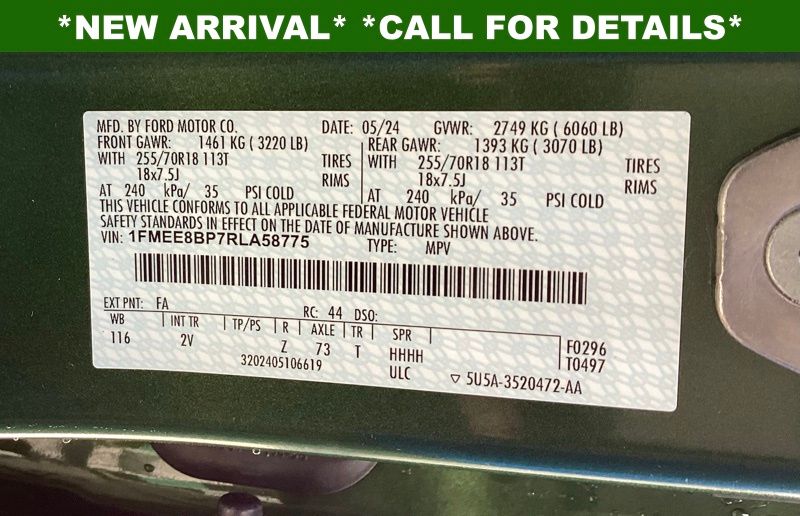 *NEW ARRIVAL* *CALL FOR DETAILS*
MFD. BY FORD MOTOR CO. DATE: 05/24 GVWR: 2749 KG ( 6060 LB)
FRONT GAWR: 1461 KG ( 3220 LB) REAR GAWR: 1393 KG ( 3070 LB)
WITH 255/70R18 113T TIRES WITH 255/70R18 113T TIRES
18x7.5J RIMS 18x7.5J RIMS
AT 240 kPa/ 35 PSI COLD AT 240 kPa/ 35 PSI COLD
THIS VEHICLE CONFORMS TO ALL APPLICABLE FEDERAL MOTOR VEHICLE
SAFETY STANDARDS IN EFFECT ON THE DATE OF MANUFACTURE SHOWN ABOVE.
VIN: 1FMEE8BP7RLA58775 TYPE: MPV
EXT PNT: FA RC: 44 DSO:
WB INT TR TP/PS R AXLE TR SPR
116 2V Z 73 T HHHH F0296
3202405106619 ULC T0497
▽ 5U5A-3520472-AA